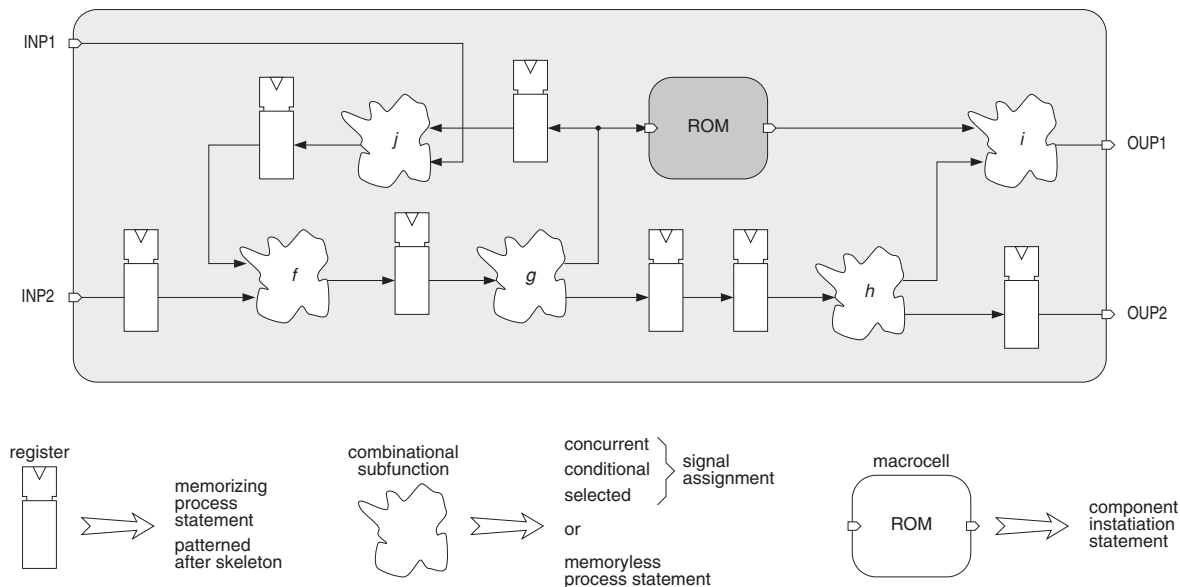 INP1
j
ROM
i
OUP1
f
g
h
INP2
OUP2
register
memorizing
process
statement
patterned
after skeleton
combinational
subfunction
concurrent
conditional
selected
signal
assignment
or
memoryless
process statement
macrocell
ROM
component
instatiation
statement